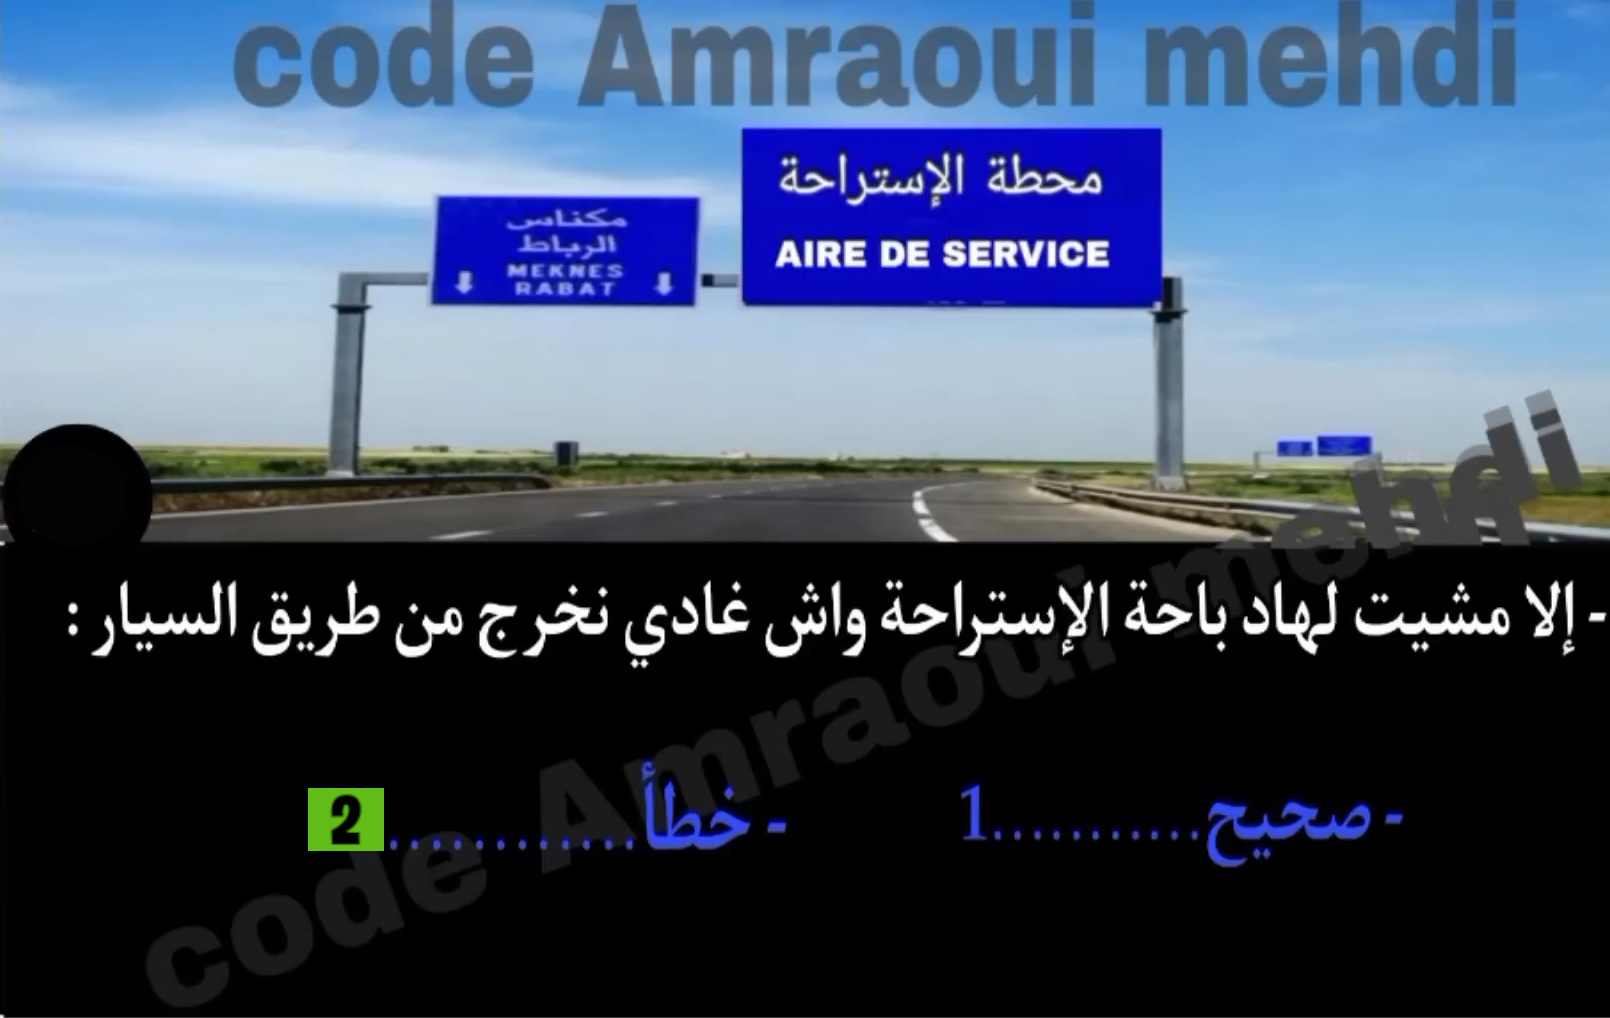 code Amraoui mehdi
محطة الإستراحة
AIRE DE SERVICE
مكناس
الرباط
MEKNES
RABAT
- إلا مشيت لهاد باحة الإستراحة واش غادي نخرج من طريق السيار :
- صحيح...........1
- خطأ.............2
code Amraoui mehdi